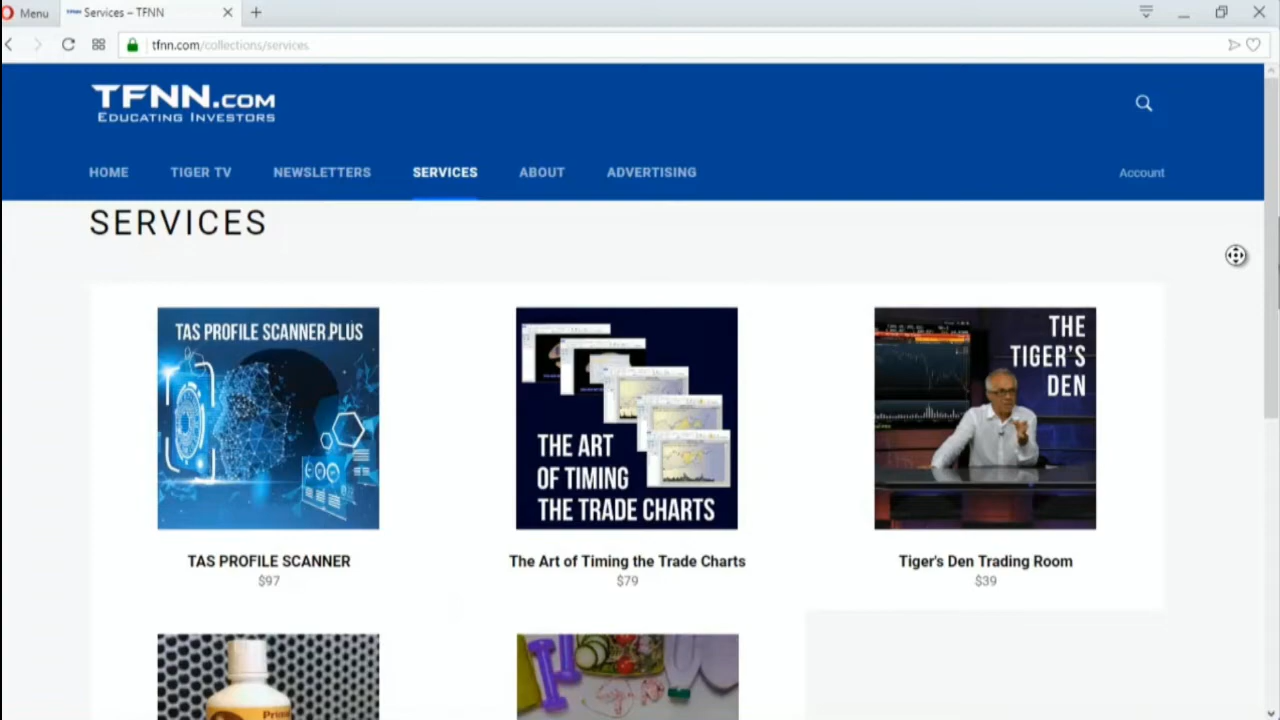 Menu
Services – TFNN
tfnn.com/collections/services
TFNN.COM
EDUCATING INVESTORS
HOME
TIGER TV
NEWSLETTERS
SERVICES
ABOUT
ADVERTISING
Account
SERVICES
TAS PROFILE SCANNER PLUS
THE ART
OF TIMING
THE TRADE CHARTS
THE
TIGER'S
DEN
TAS PROFILE SCANNER
$97
The Art of Timing the Trade Charts
$79
Tiger's Den Trading Room
$39